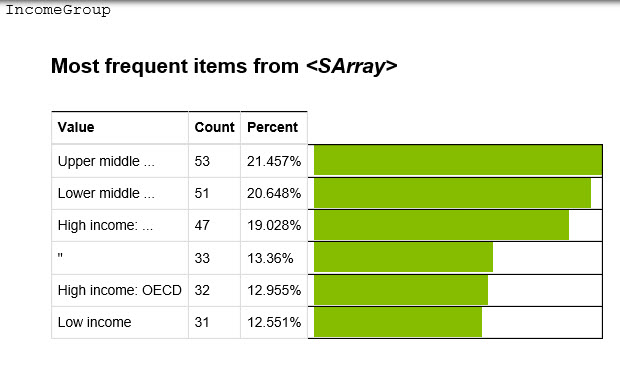 IncomeGroup
Most frequent items from <SArray>
Value Count Percent
Upper middle ... 53 21.457%
Lower middle ... 51 20.648%
High income: ... 47 19.028%
" 33 13.36%
High income: OECD 32 12.955%
Low income 31 12.551%